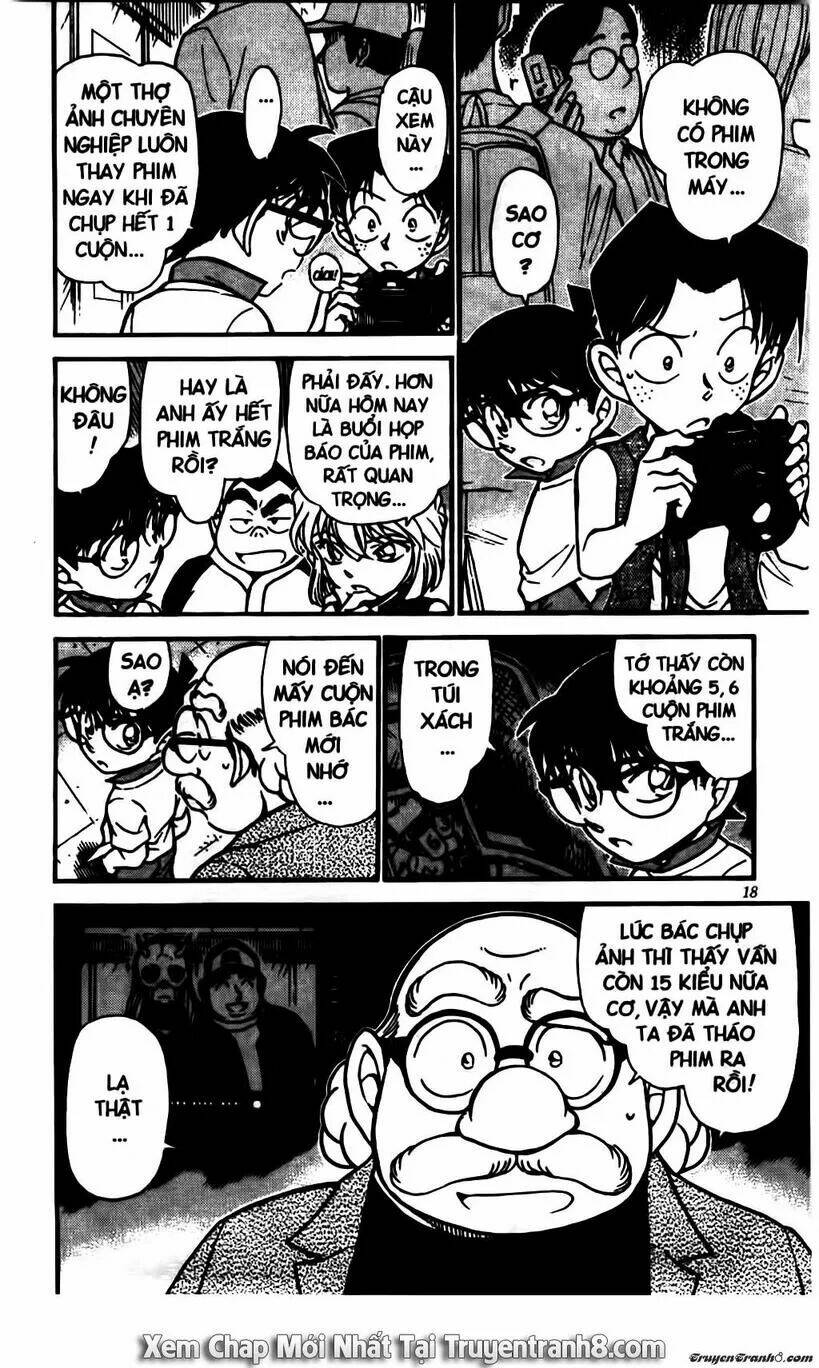 KHÔNG
CÓ PHIM
TRONG
MÁY...
SAO
CƠ
?
CẬU
XEM
NÀY
...
...
CÁCH!
MỘT THỢ
ẢNH CHUYÊN
NGHIỆP LUÔN
THAY PHIM
NGAY KHI ĐÃ
CHỤP HẾT 1
CUỘN...
PHẢI ĐẤY. HƠN
NỮA HÔM NAY
LÀ BUỔI HỌP
BÁO CỦA PHIM,
RẤT QUAN
TRỌNG...
HAY LÀ
ANH ẤY HẾT
PHIM TRẮNG
RỒI?
KHÔNG
ĐÂU
!
TỚ THẤY CÒN
KHOẢNG 5, 6
CUỘN PHIM
TRẮNG...
TRONG
TÚI
XÁCH
...
NÓI ĐẾN
MẤY CUỘN
PHIM BÁC
MỚI
NHỚ
...
SAO
Ạ?
18
LÚC BÁC CHỤP
ẢNH THÌ THẤY VẪN
CÒN 15 KIỂU NỮA
CƠ, VẬY MÀ ANH
TA ĐÃ THÁO
PHIM RA
RỒI!
LẠ
THẬT
...
Xem Chap Mới Nhất Tại Truyentranh8.com
TruyenTranh8.com